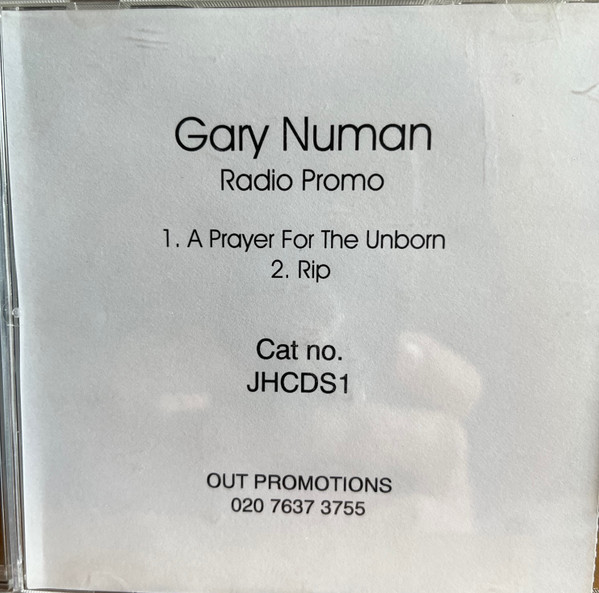 Gary Numan
Radio Promo
1. A Prayer For The Unborn
2. Rip
Cat no.
JHCDS1
OUT PROMOTIONS
020 7637 3755